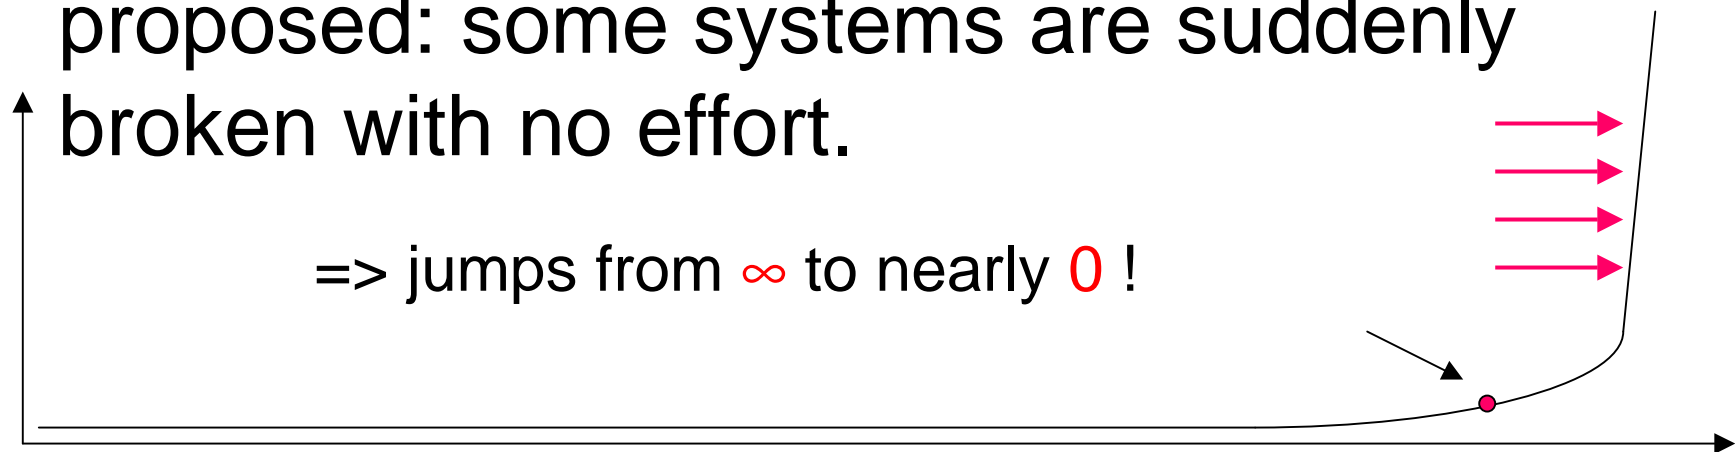 proposed: some systems are suddenly
broken with no effort.
=> jumps from ∞ to nearly 0 !